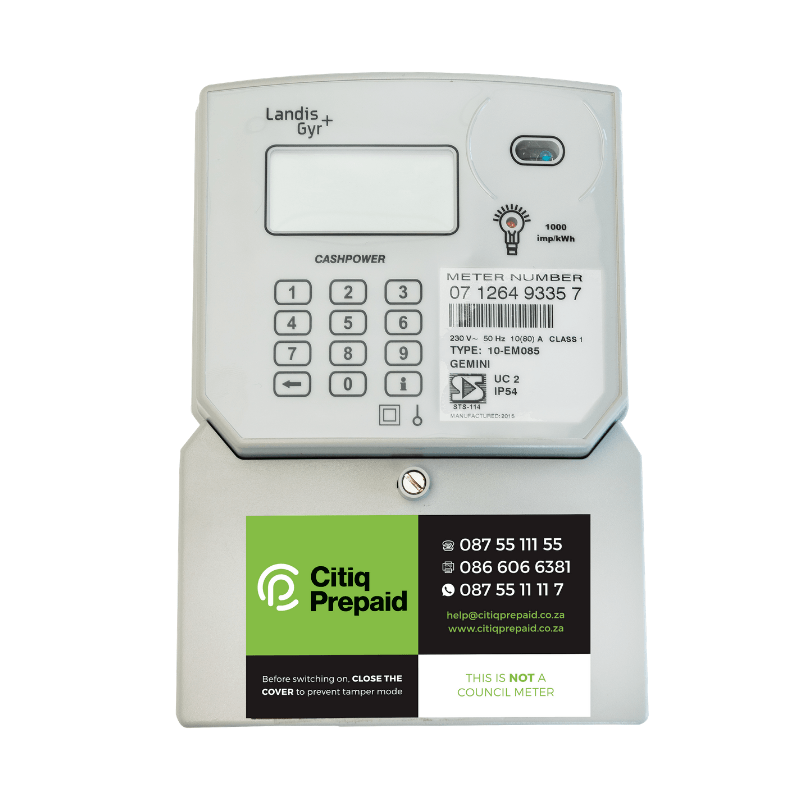 Landis
Gyr+
1000
imp/kWh
CASHPOWER
1 2 3
4 5 6
7 8 9
← 0 i
METER NUMBER
07 1264 9335 7
230 V~ 50 Hz 10(80) A CLASS 1
TYPE: 10-EM085
GEMINI
UC 2
IP54
STS-114
MANUFACTURED:2015
Citiq
Prepaid
087 55 111 55
086 606 6381
087 55 11 11 7
help@citiqprepaid.co.za
www.citiqprepaid.co.za
Before switching on, CLOSE THE
COVER to prevent tamper mode
THIS IS NOT A
COUNCIL METER